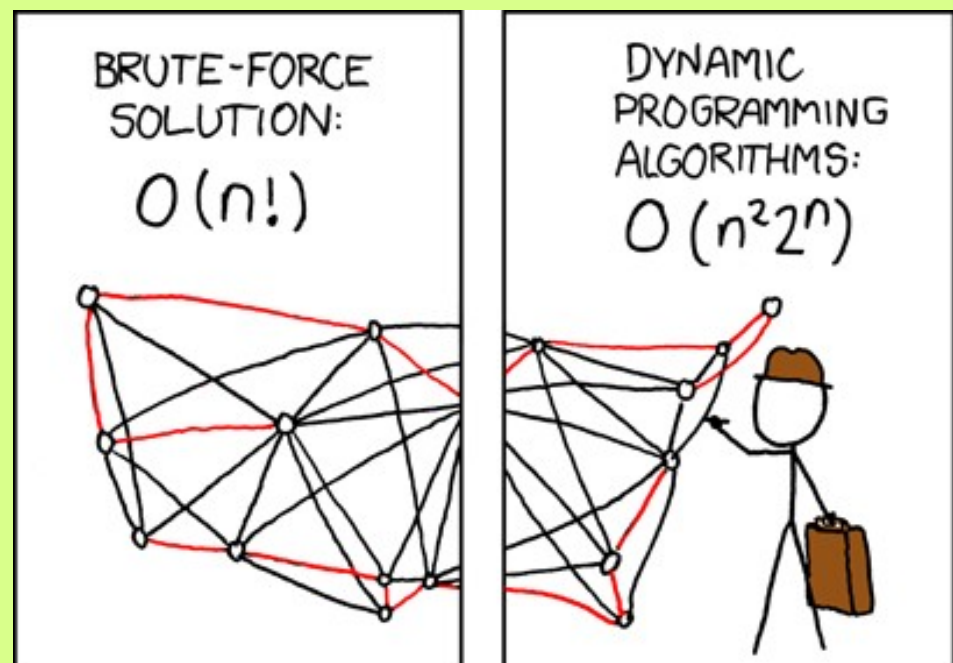 BRUTE-FORCE
SOLUTION:
O(n!)
DYNAMIC
PROGRAMMING
ALGORITHMS:
O(n²2ⁿ)